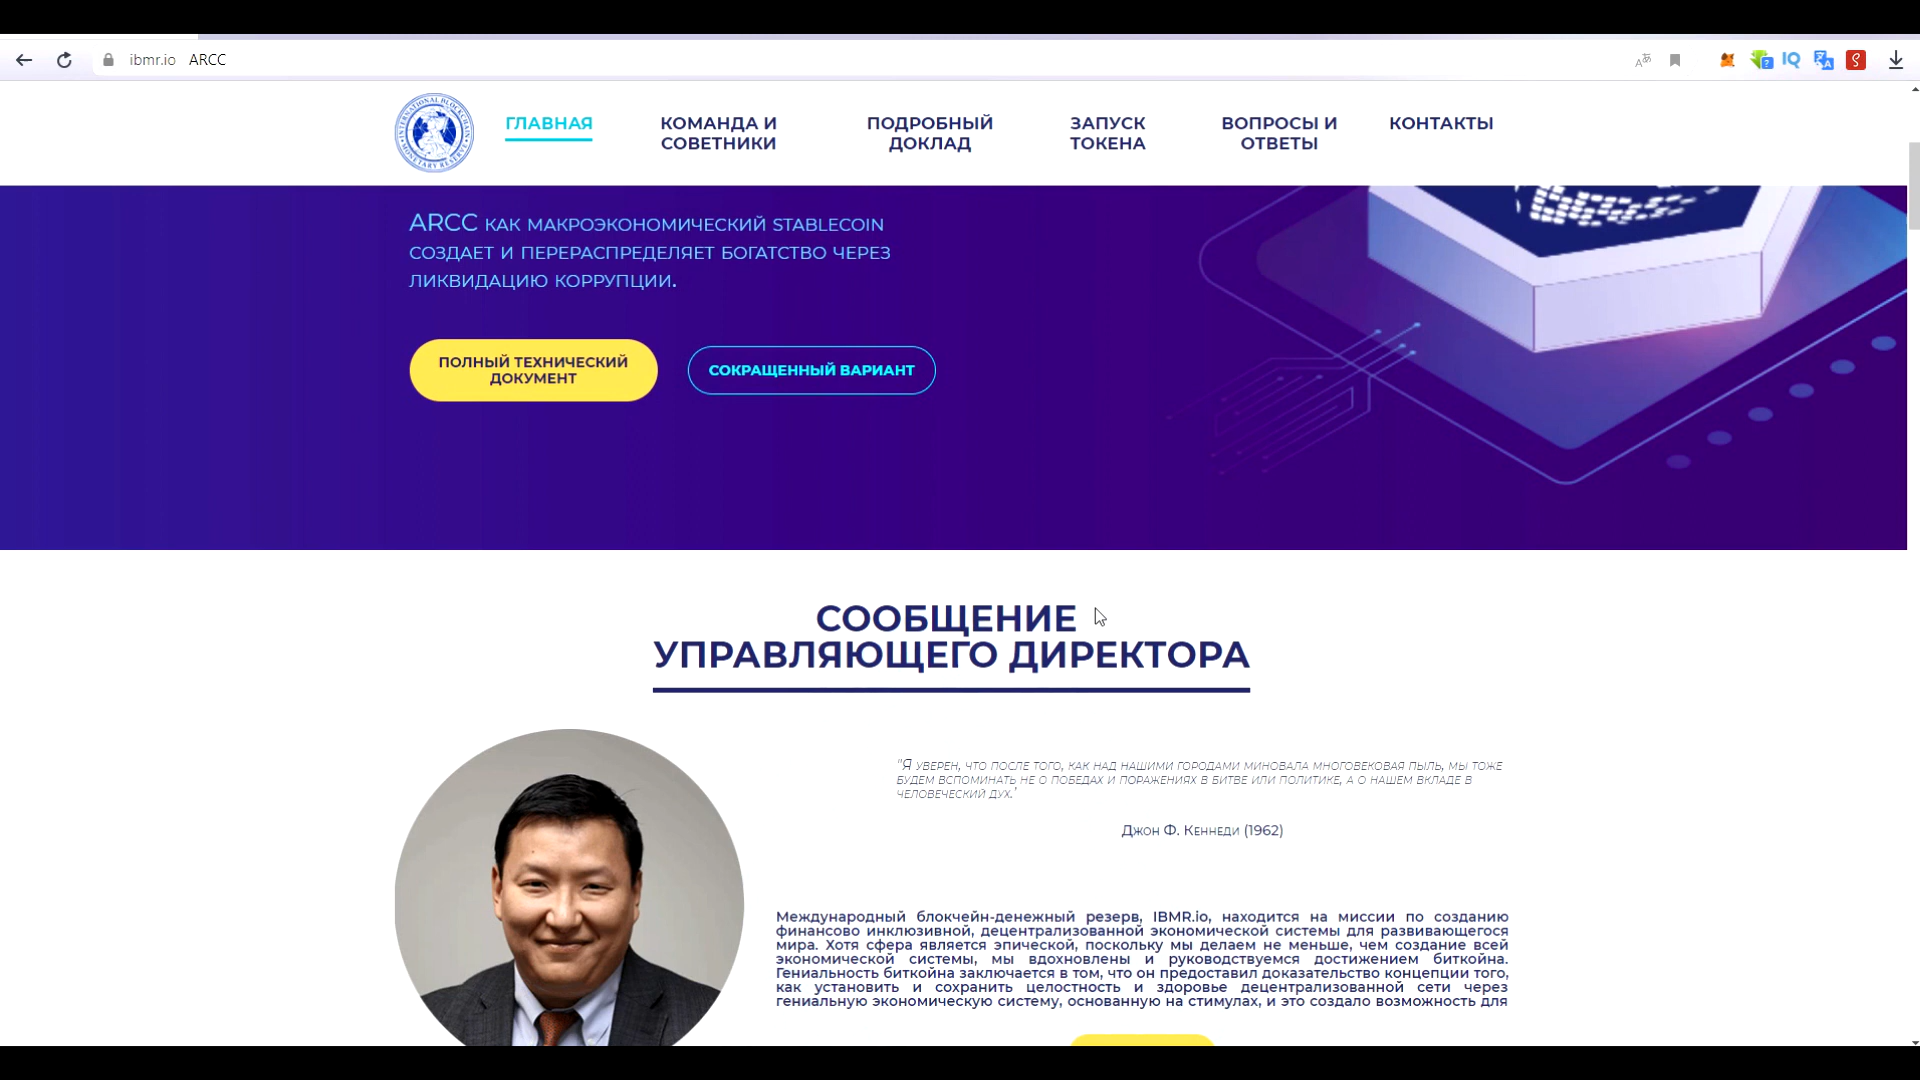 ibmr.io ARCC
INTERNATIONAL BLOCKCHAIN
MONETARY RESERVE
ГЛАВНАЯ
КОМАНДА И
СОВЕТНИКИ
ПОДРОБНЫЙ
ДОКЛАД
ЗАПУСК
ТОКЕНА
ВОПРОСЫ И
ОТВЕТЫ
КОНТАКТЫ
ARCC КАК МАКРОЭКОНОМИЧЕСКИЙ STABLECOIN
СОЗДАЕТ И ПЕРЕРАСПРЕДЕЛЯЕТ БОГАТСТВО ЧЕРЕЗ
ЛИКВИДАЦИЮ КОРРУПЦИИ.
ПОЛНЫЙ ТЕХНИЧЕСКИЙ
ДОКУМЕНТ
СОКРАЩЕННЫЙ ВАРИАНТ
СООБЩЕНИЕ
УПРАВЛЯЮЩЕГО ДИРЕКТОРА
"Я УВЕРЕН, ЧТО ПОСЛЕ ТОГО, КАК НАД НАШИМИ ГОРОДАМИ МИНОВАЛА МНОГОВЕКОВАЯ ПЫЛЬ, МЫ ТОЖЕ
БУДЕМ ВСПОМИНАТЬ НЕ О ПОБЕДАХ И ПОРАЖЕНИЯХ В БИТВЕ ИЛИ ПОЛИТИКЕ, А О НАШЕМ ВКЛАДЕ В
ЧЕЛОВЕЧЕСКИЙ ДУХ.'
Джон Ф. Кеннеди (1962)
Международный блокчейн-денежный резерв, IBMR.io, находится на миссии по созданию
финансово инклюзивной, децентрализованной экономической системы для развивающегося
мира. Хотя сфера является эпической, поскольку мы делаем не меньше, чем создание всей
экономической системы, мы вдохновлены и руководствуемся достижением биткойна.
Гениальность биткойна заключается в том, что он предоставил доказательство концепции того,
как установить и сохранить целостность и здоровье децентрализованной сети через
гениальную экономическую систему, основанную на стимулах, и это создало возможность для